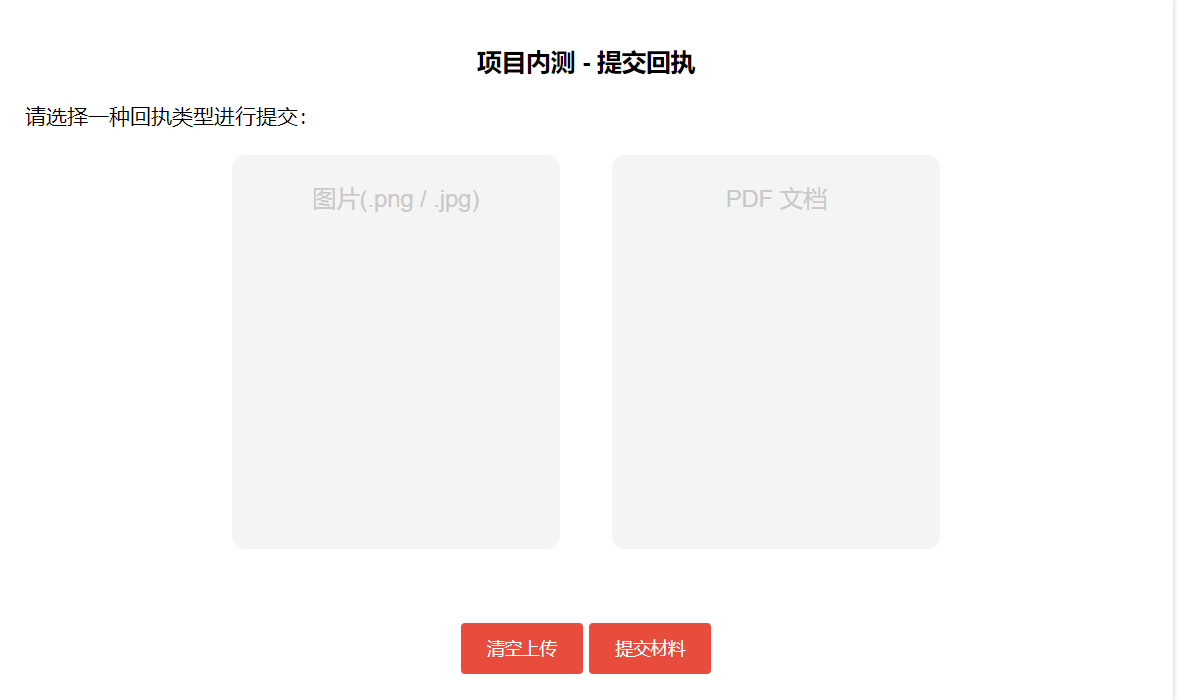 项目内测 - 提交回执
请选择一种回执类型进行提交：
图片(.png / .jpg)
PDF 文档
清空上传
提交材料